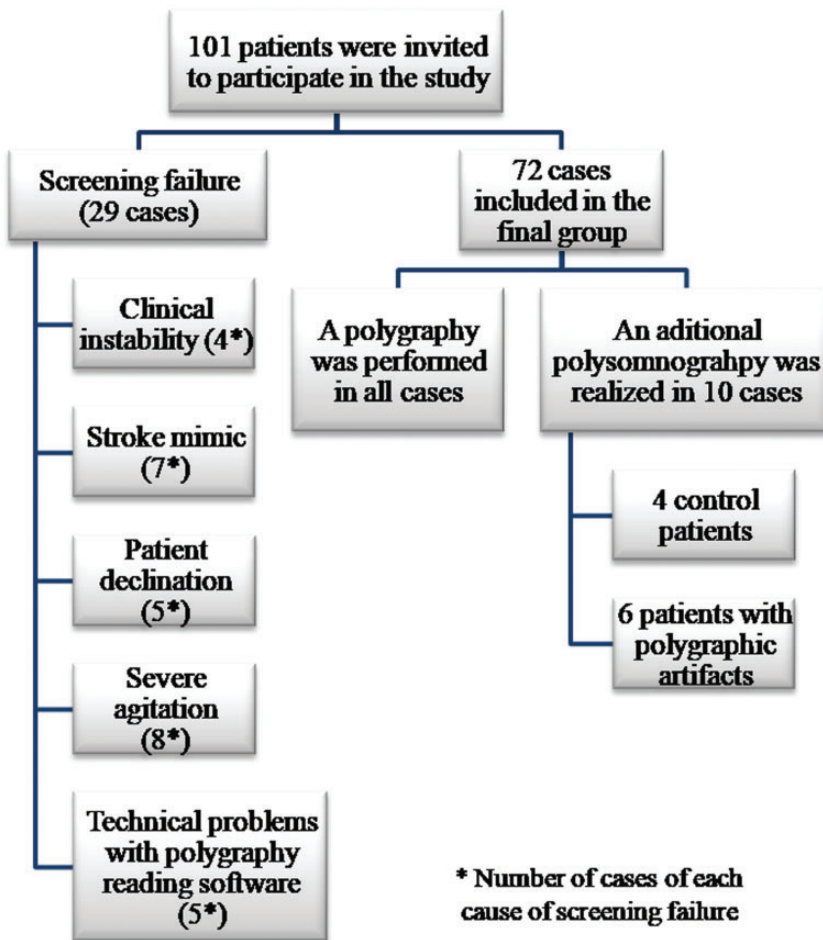 101 patients were invited
to participate in the study
Screening failure
(29 cases)
72 cases
included in the
final group
Clinical
instability (4*)
Stroke mimic
(7*)
Patient
declination
(5*)
Severe
agitation
(8*)
Technical problems
with polygraphy
reading software
(5*)
A polygraphy
was performed
in all cases
An aditional
polysomnograhpy was
realized in 10 cases
4 control
patients
6 patients with
polygraphic
artifacts
* Number of cases of each
cause of screening failure